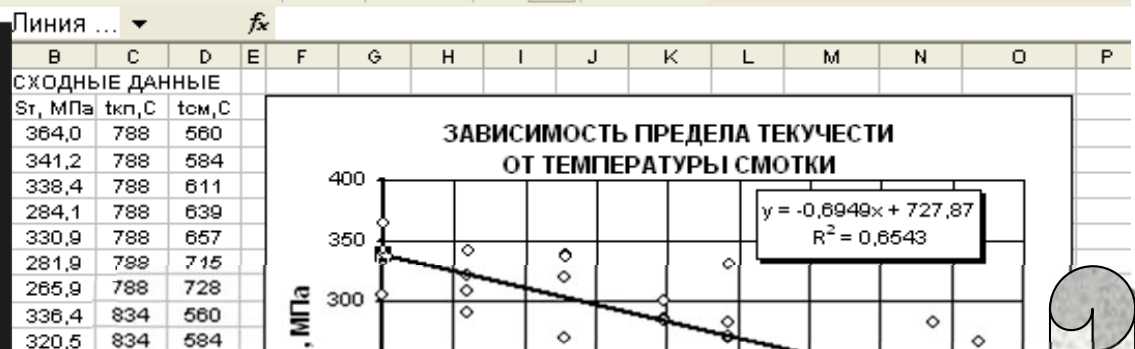 Линия ... fx
B C D E F G H I J K L M N O P
СХОДНЫЕ ДАННЫЕ
Sт, МПа tкп,С tсм,С
364,0 788 560
341,2 788 584
338,4 788 611
284,1 788 639
330,9 788 657
281,9 788 715
265,9 788 728
336,4 834 560
320,5 834 584
ЗАВИСИМОСТЬ ПРЕДЕЛА ТЕКУЧЕСТИ
ОТ ТЕМПЕРАТУРЫ СМОТКИ
400
y = -0,6949x + 727,87
R² = 0,6543
350
300
, МПа